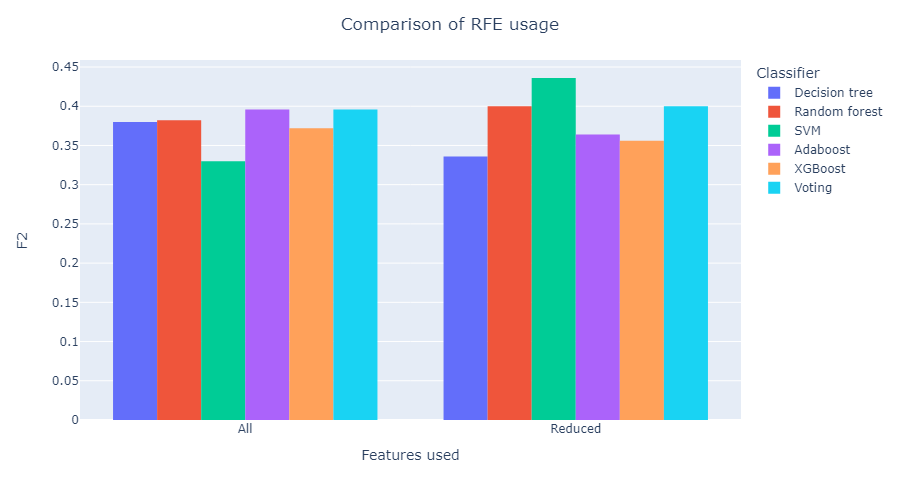 Comparison of RFE usage
0.45
0.4
0.35
0.3
0.25
0.2
0.15
0.1
0.05
0
F2
All
Reduced
Features used
Classifier
Decision tree
Random forest
SVM
Adaboost
XGBoost
Voting